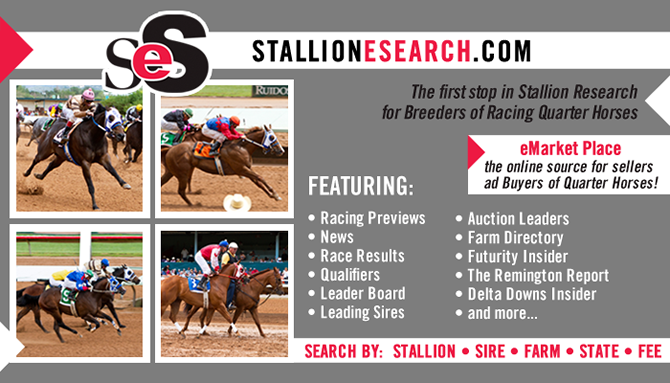 SeS
STALLIONESEARCH.COM
The first stop in Stallion Research
for Breeders of Racing Quarter Horses
eMarket Place
the online source for sellers
ad Buyers of Quarter Horses!
RUIDOS
FEATURING:
• Racing Previews
• News
• Race Results
• Qualifiers
• Leader Board
• Leading Sires
• Auction Leaders
• Farm Directory
• Futurity Insider
• The Remington Report
• Delta Downs Insider
• and more...
SEARCH BY: STALLION • SIRE • FARM • STATE • FEE